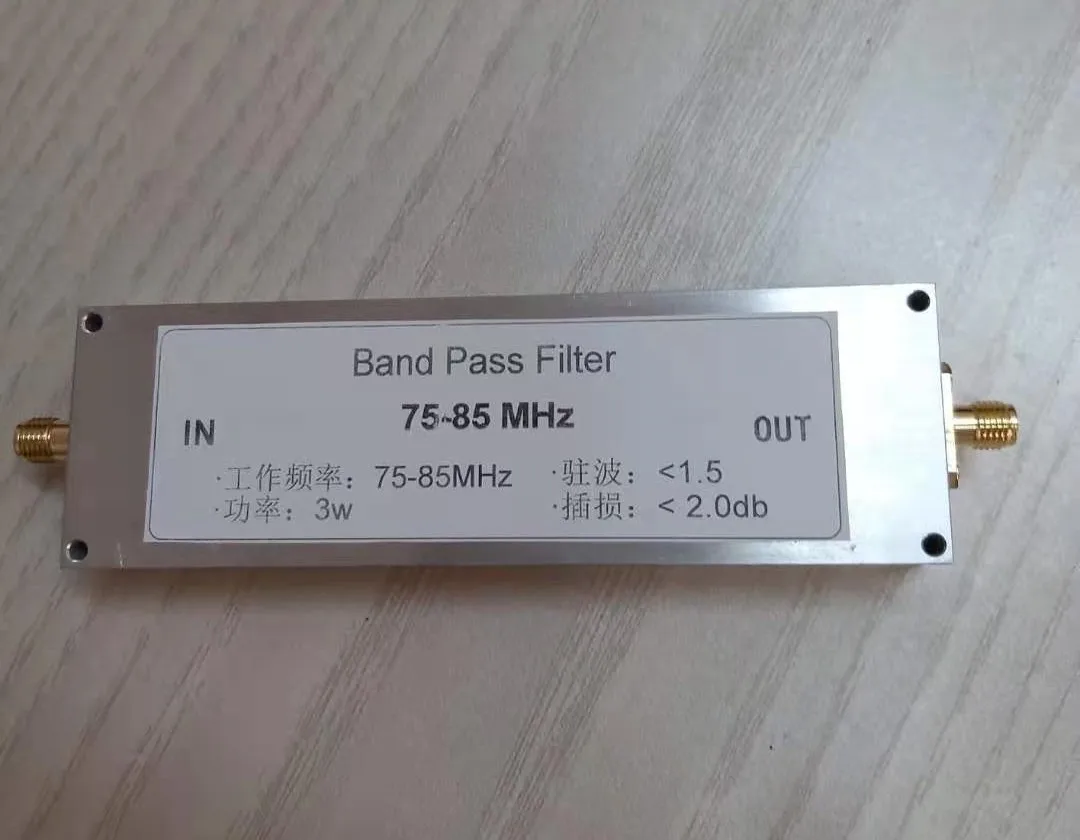 Band Pass Filter
75-85 MHz
IN
OUT
·工作频率：75-85MHz
·驻波：<1.5
·功率：3w
·插损：< 2.0db